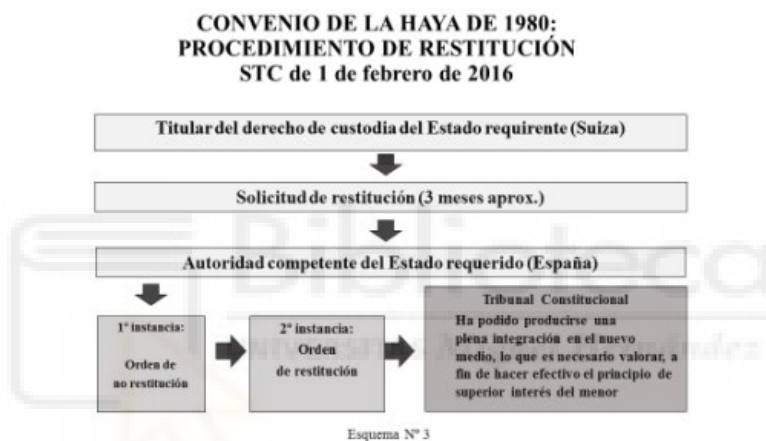 CONVENIO DE LA HAYA DE 1980:
PROCEDIMIENTO DE RESTITUCIÓN
STC de 1 de febrero de 2016
Titular del derecho de custodia del Estado requirente (Suiza)
Solicitud de restitución (3 meses aprox.)
Autoridad competente del Estado requerido (España)
1ª instancia:
Orden de
no restitución
2ª instancia:
Orden
de restitución
Tribunal Constitucional
Ha podido producirse una
plena integración en el nuevo
medio, lo que es necesario valorar, a
fin de hacer efectivo el principio de
superior interés del menor
Biblioteca
Esquema Nº 3